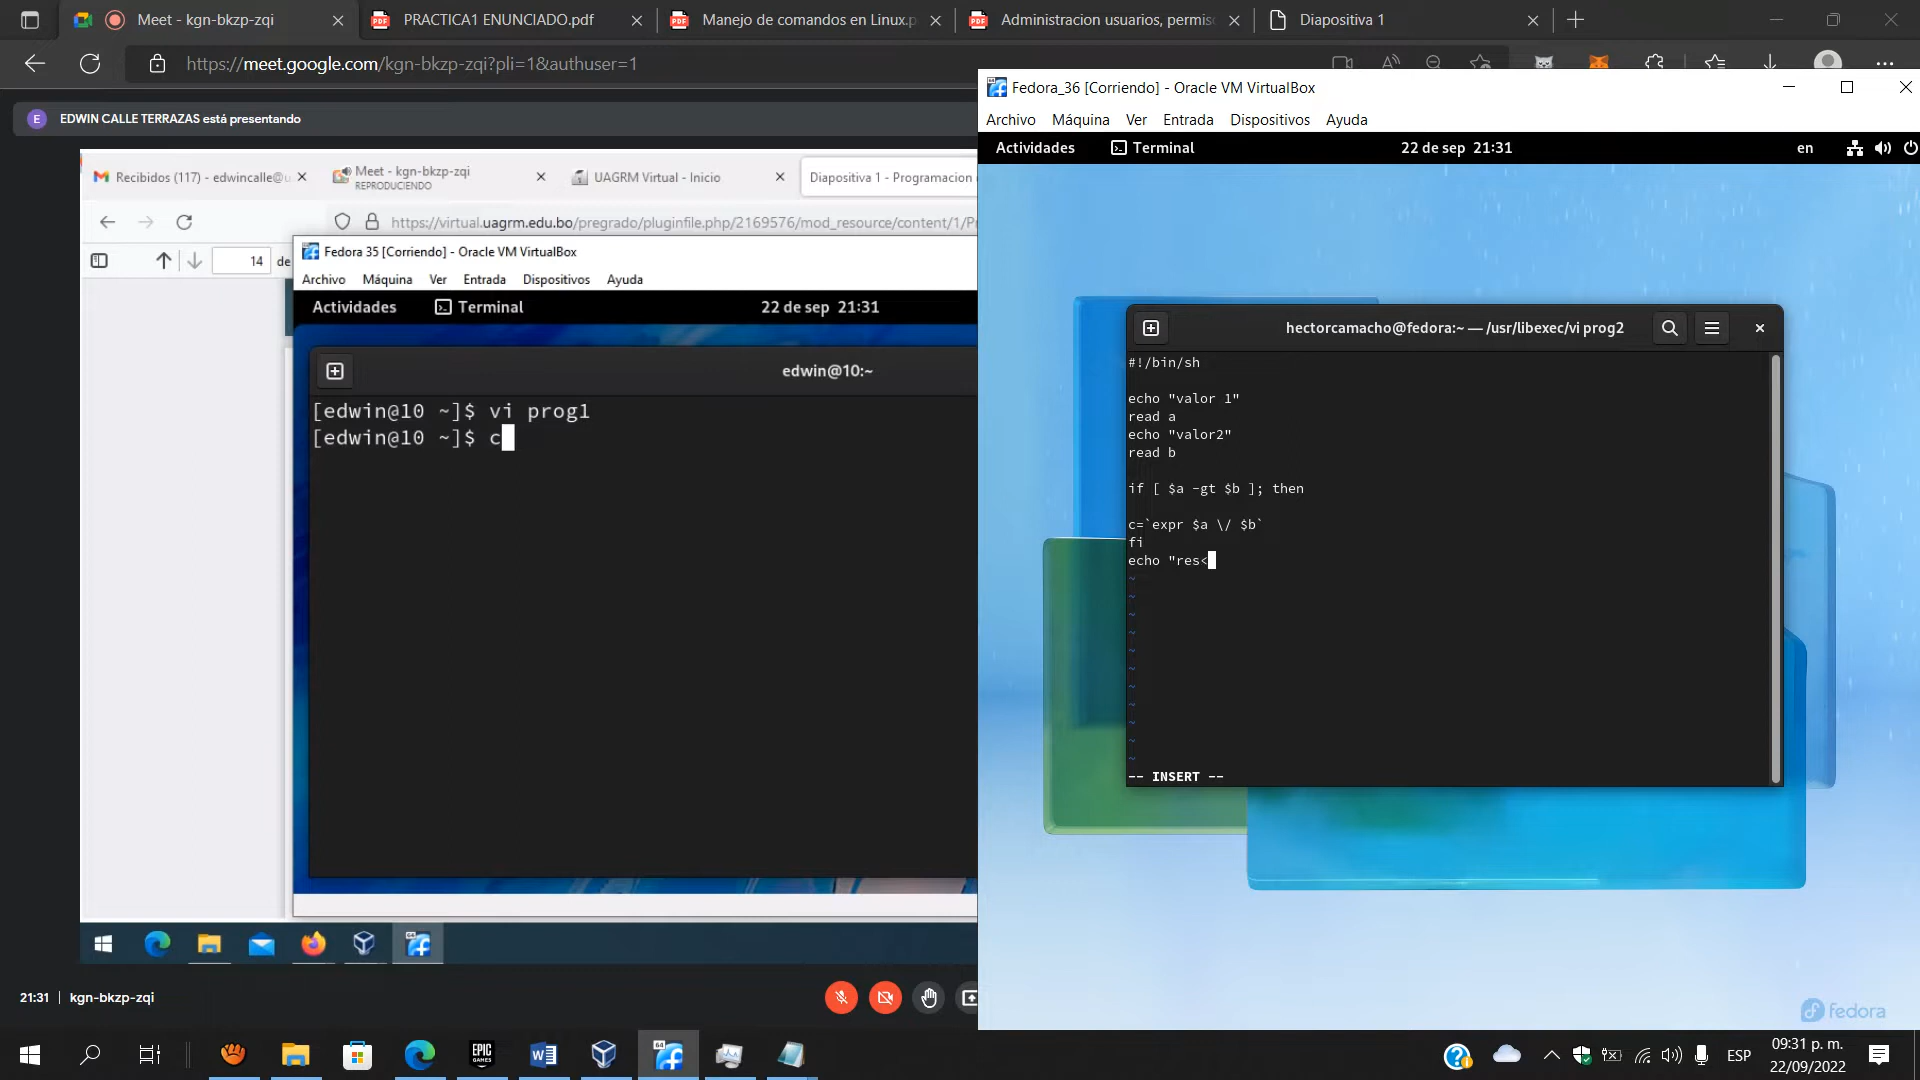 Meet - kgn-bkzp-zqi
PRACTICA1 ENUNCIADO.pdf
Manejo de comandos en Linux.p
Administracion usuarios, permiso
Diapositiva 1
https://meet.google.com/kgn-bkzp-zqi?pli=1&authuser=1
E
EDWIN CALLE TERRAZAS está presentando
Recibidos (117) - edwincalle@u
Meet - kgn-bkzp-zqi
REPRODUCIENDO
UAGRM Virtual - Inicio
Diapositiva 1 - Programacion
https://virtual.uagrm.edu.bo/pregrado/pluginfile.php/2169576/mod_resource/content/1/Pr
14
de
Fedora 35 [Corriendo] - Oracle VM VirtualBox
Archivo Máquina Ver Entrada Dispositivos Ayuda
Actividades Terminal 22 de sep 21:31
edwin@10:~
[edwin@10 ~]$ vi prog1
[edwin@10 ~]$ c
21:31 | kgn-bkzp-zqi
Fedora_36 [Corriendo] - Oracle VM VirtualBox
Archivo Máquina Ver Entrada Dispositivos Ayuda
Actividades Terminal 22 de sep 21:31 en
hectorcamacho@fedora:~ — /usr/libexec/vi prog2
#!/bin/sh
echo "valor 1"
read a
echo "valor2"
read b
if [ $a -gt $b ]; then
c=`expr $a \/ $b`
fi
echo "res<
~
~
~
~
~
~
~
~
~
~
~
-- INSERT --
fedora
EPIC
GAMES
64
ESP
09:31 p. m.
22/09/2022